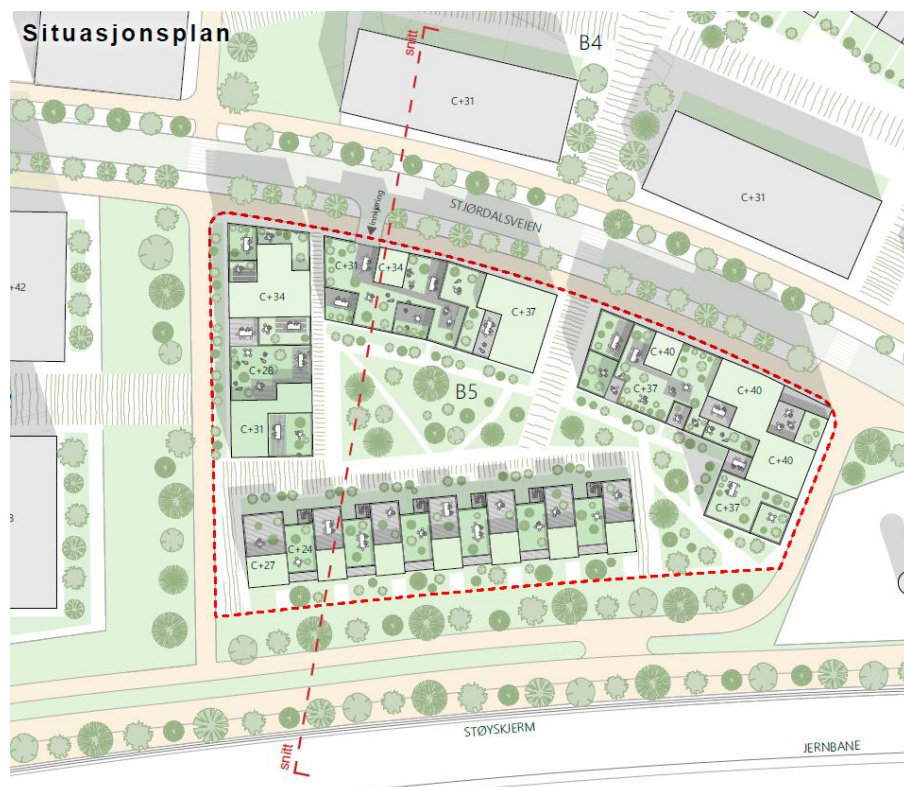 Situasjonsplan
snitt
B4
C+31
C+31
STJØRDALSVEIEN
Innkjøring
+42
C+34
C+31
C+34
C+37
C+28
C+31
B5
C+40
C+37
C+40
C+40
C+37
C+27
C+24
STØYSKJERM
JERNBANE
snitt